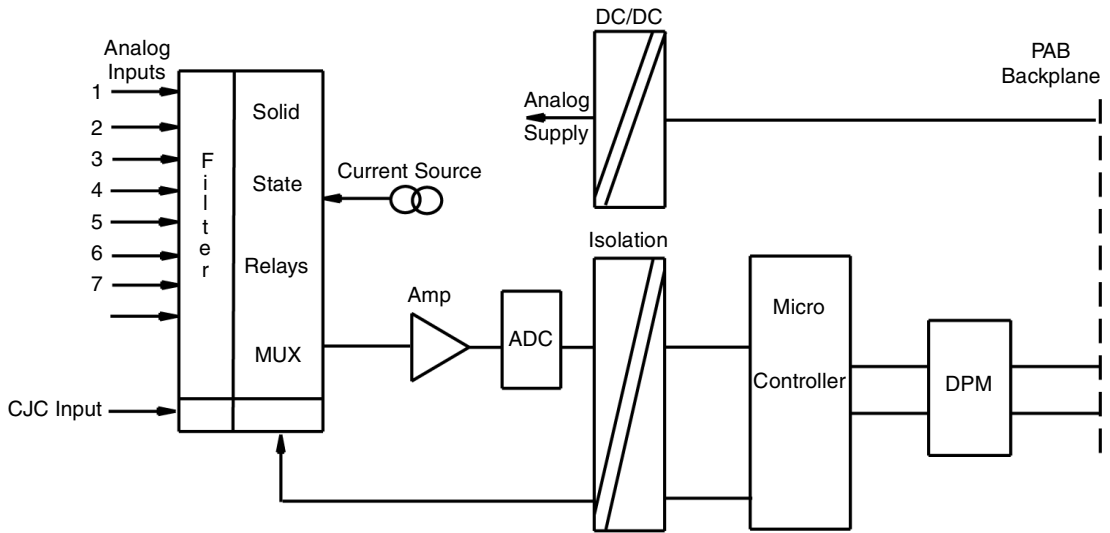 DC/DC
Analog
Inputs
1
2
3
4
5
6
7
Filter
Solid
State
Relays
MUX
CJC Input
Current Source
Analog
Supply
PAB
Backplane
Isolation
Amp
ADC
Micro
Controller
DPM